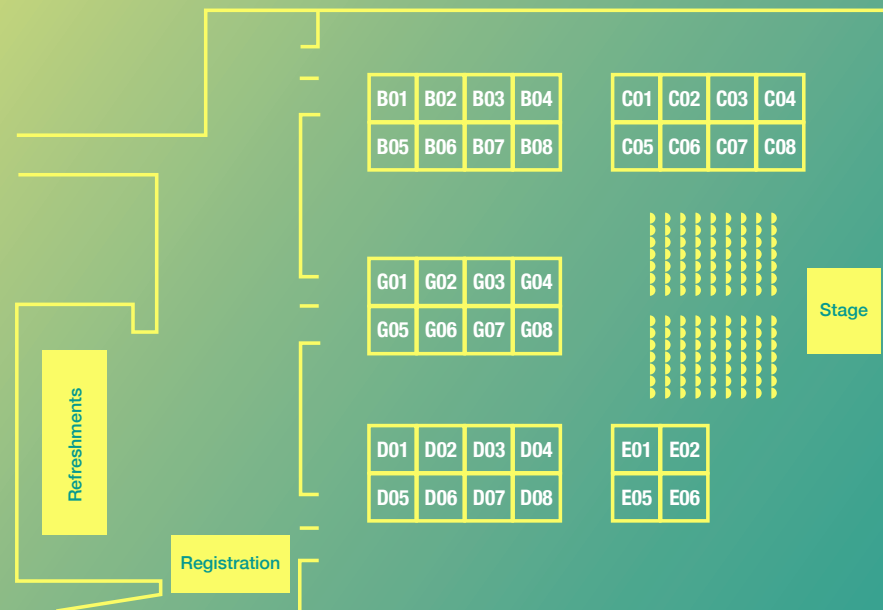 B01 B02 B03 B04
B05 B06 B07 B08
C01 C02 C03 C04
C05 C06 C07 C08
G01 G02 G03 G04
G05 G06 G07 G08
Stage
Refreshments
D01 D02 D03 D04
D05 D06 D07 D08
E01 E02
E05 E06
Registration